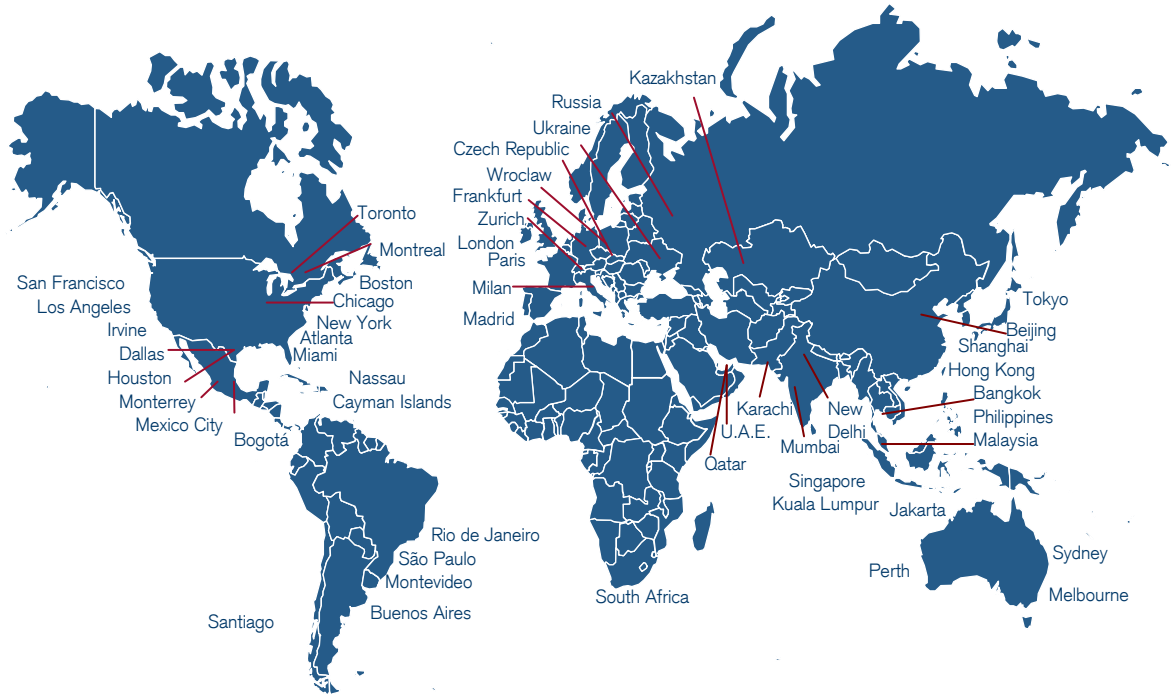 Kazakhstan
Russia
Ukraine
Czech Republic
Wroclaw
Frankfurt
Zurich
London
Paris
Milan
Madrid
Toronto
Montreal
Boston
Chicago
New York
Atlanta
Miami
San Francisco
Los Angeles
Irvine
Dallas
Houston
Monterrey
Mexico City
Nassau
Cayman Islands
Bogotá
Rio de Janeiro
São Paulo
Montevideo
Buenos Aires
Santiago
South Africa
Qatar
U.A.E.
Karachi
Mumbai
New
Delhi
Tokyo
Beijing
Shanghai
Hong Kong
Bangkok
Philippines
Malaysia
Singapore
Kuala Lumpur
Jakarta
Perth
Sydney
Melbourne